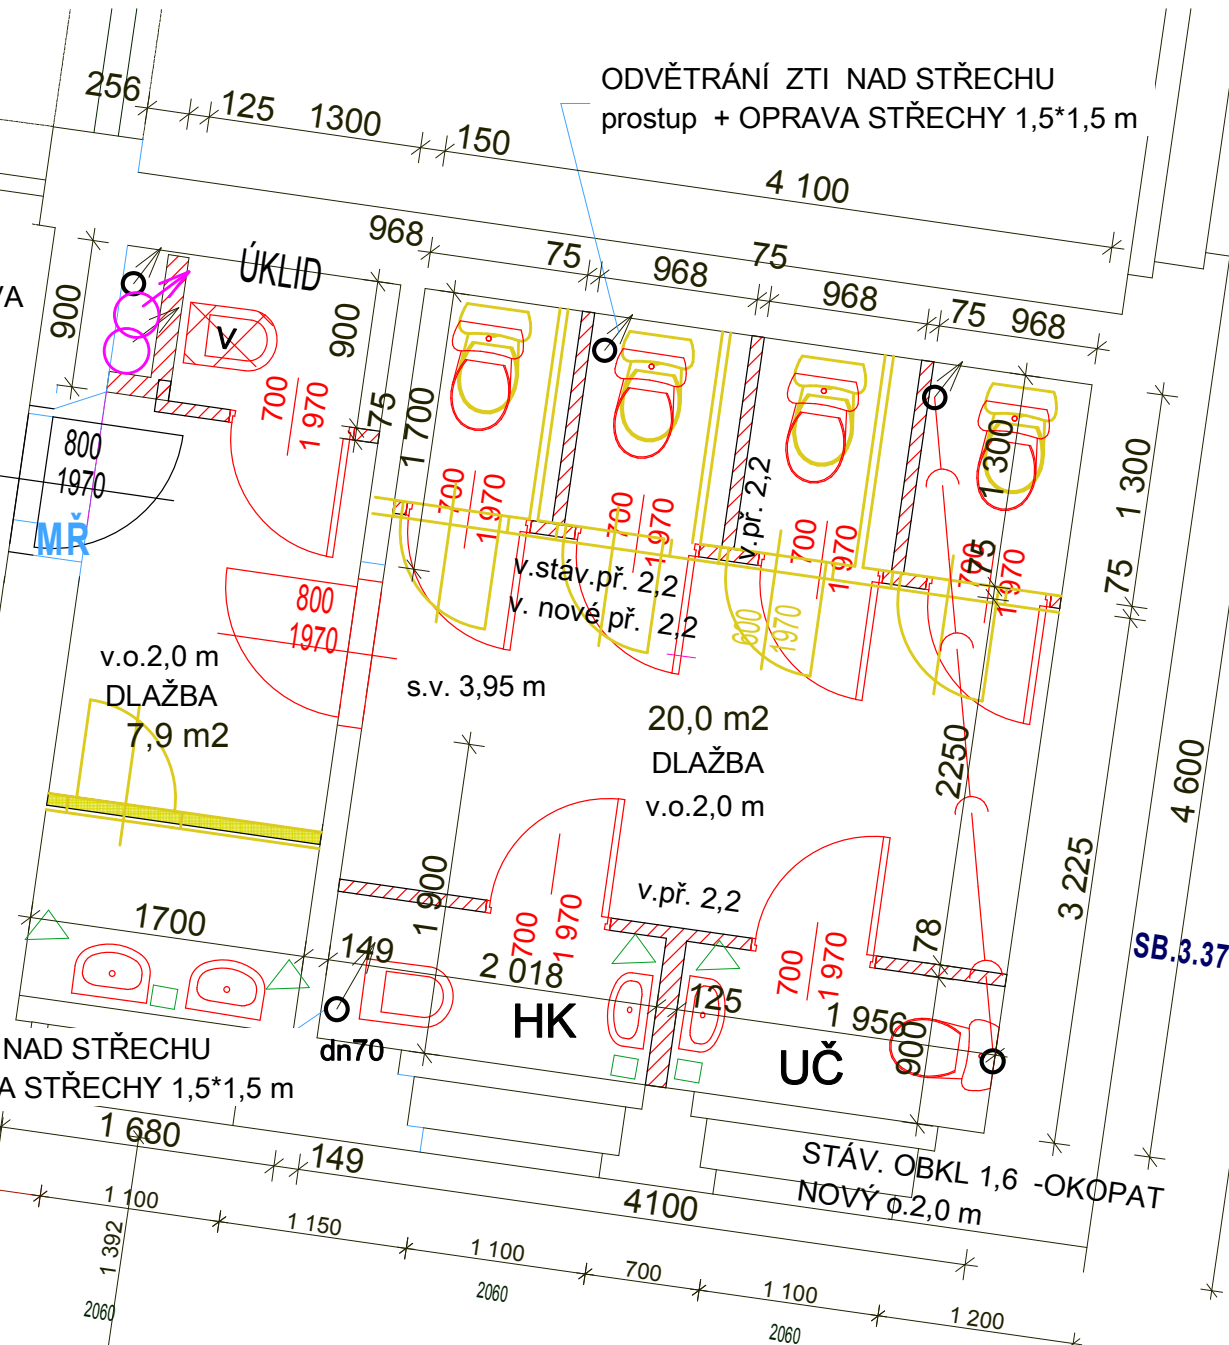 ODVĚTRÁNÍ ZTI NAD STŘECHU
prostup + OPRAVA STŘECHY 1,5*1,5 m
256
125
1300
150
4 100
968
75
968
75
968
75
968
ÚKLID
VA
900
900
V
700
1 970
75
1 700
800
1970
MŘ
700
1 970
700
1 970
v.př. 2,2
700
1 970
1 300
75
700
1 970
1 300
75
v.stáv.př. 2,2
v. nové př. 2,2
600
1970
800
1970
v.o.2,0 m
DLAŽBA
7,9 m2
s.v. 3,95 m
20,0 m2
DLAŽBA
v.o.2,0 m
2250
4 600
3 225
1 900
v.př. 2,2
700
1 970
700
1 970
78
SB.3.37
1700
149
2 018
125
1 956
900
HK
UČ
dn70
NAD STŘECHU
A STŘECHY 1,5*1,5 m
1 680
149
4100
STÁV. OBKL 1,6 -OKOPAT
NOVÝ o.2,0 m
1 100
1 392
1 150
1 100
700
1 100
1 200
2060
2060
2060